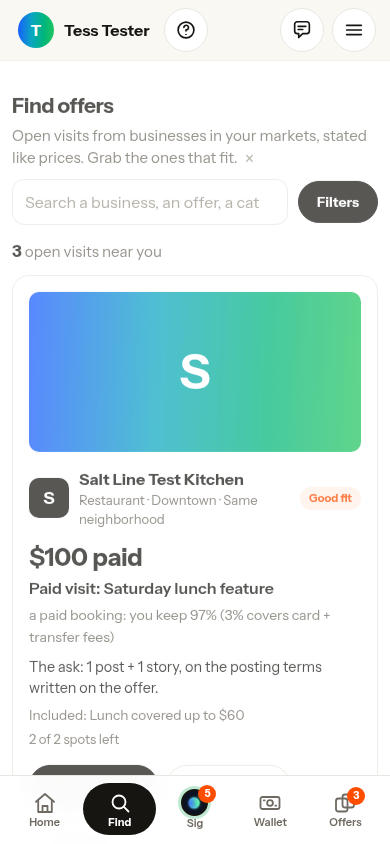 T Tess Tester
Find offers
Open visits from businesses in your markets, stated
like prices. Grab the ones that fit. ×
Search a business, an offer, a cat
Filters
3 open visits near you
S
S
Salt Line Test Kitchen
Restaurant · Downtown · Same
neighborhood
Good fit
$100 paid
Paid visit: Saturday lunch feature
a paid booking: you keep 97% (3% covers card +
transfer fees)
The ask: 1 post + 1 story, on the posting terms
written on the offer.
Included: Lunch covered up to $60
2 of 2 spots left
5 3
Home Find Sig Wallet Offers